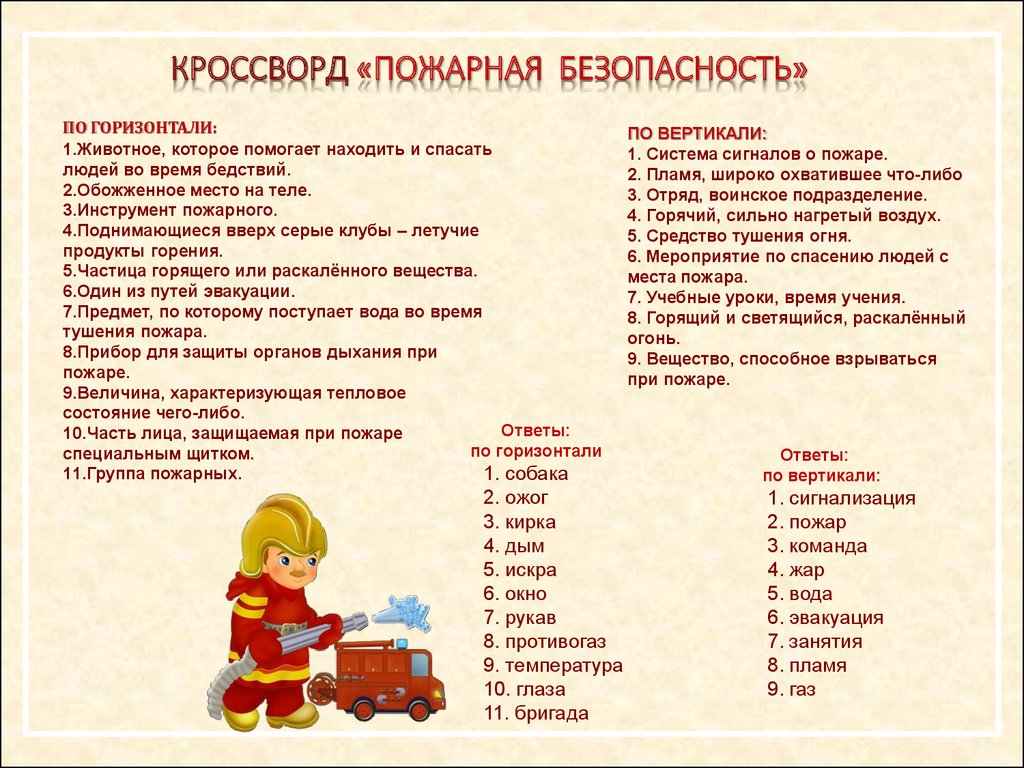 КРОССВОРД «ПОЖАРНАЯ БЕЗОПАСНОСТЬ»
ПО ГОРИЗОНТАЛИ:
1.Животное, которое помогает находить и спасать
людей во время бедствий.
2.Обожженное место на теле.
3.Инструмент пожарного.
4.Поднимающиеся вверх серые клубы – летучие
продукты горения.
5.Частица горящего или раскалённого вещества.
6.Один из путей эвакуации.
7.Предмет, по которому поступает вода во время
тушения пожара.
8.Прибор для защиты органов дыхания при
пожаре.
9.Величина, характеризующая тепловое
состояние чего-либо.
10.Часть лица, защищаемая при пожаре
специальным щитком.
11.Группа пожарных.
ПО ВЕРТИКАЛИ:
1. Система сигналов о пожаре.
2. Пламя, широко охватившее что-либо
3. Отряд, воинское подразделение.
4. Горячий, сильно нагретый воздух.
5. Средство тушения огня.
6. Мероприятие по спасению людей с
места пожара.
7. Учебные уроки, время учения.
8. Горящий и светящийся, раскалённый
огонь.
9. Вещество, способное взрываться
при пожаре.
Ответы:
по горизонтали
1. собака
2. ожог
3. кирка
4. дым
5. искра
6. окно
7. рукав
8. противогаз
9. температура
10. глаза
11. бригада
Ответы:
по вертикали:
1. сигнализация
2. пожар
3. команда
4. жар
5. вода
6. эвакуация
7. занятия
8. пламя
9. газ